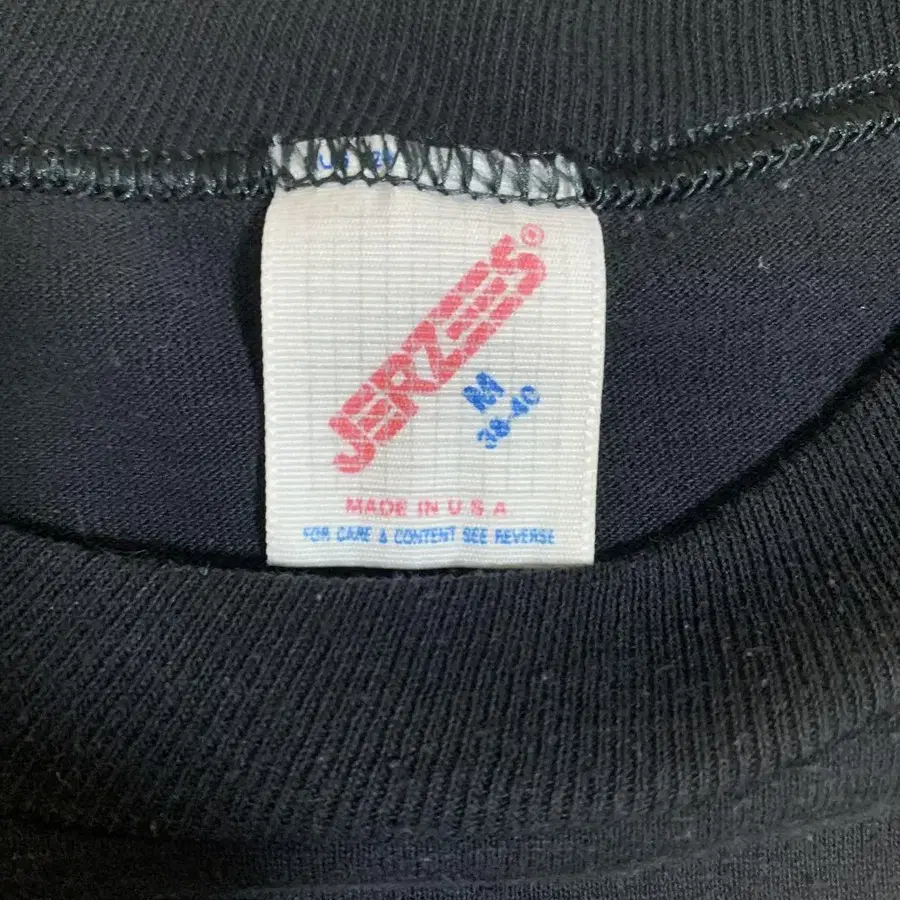 JERZEES®
M
38-40
MADE IN U S A
FOR CARE & CONTENT SEE REVERSE